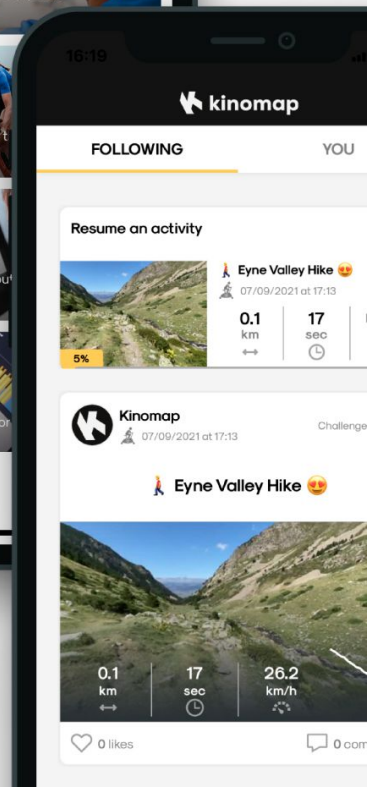 16:19
kinomap
FOLLOWING YOU
Resume an activity
🚶 Eyne Valley Hike 😍
07/09/2021 at 17:13
0.1 17
km sec
5%
Kinomap
07/09/2021 at 17:13
Challenge
🚶 Eyne Valley Hike 😍
0.1 17 26.2
km sec km/h
0 likes 0 com